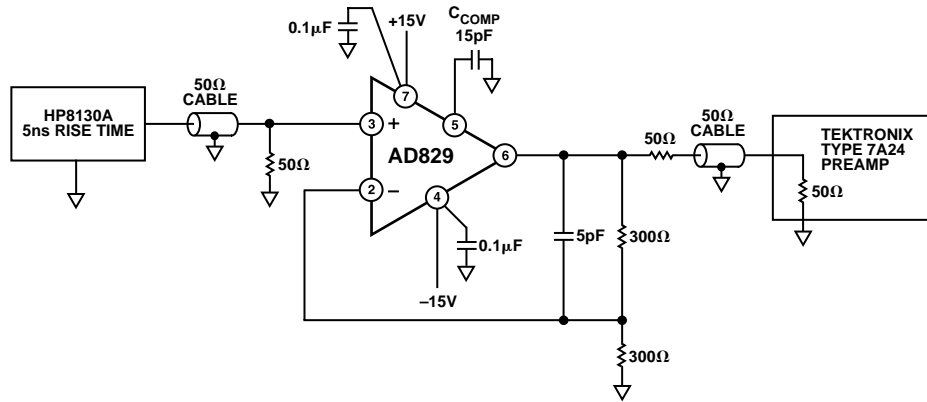 0.1µF
+15V
C_COMP
15pF
HP8130A
5ns RISE TIME
50Ω
CABLE
50Ω
3
+
7
5
AD829
6
2
–
4
0.1µF
–15V
5pF
300Ω
300Ω
50Ω
50Ω
CABLE
TEKTRONIX
TYPE 7A24
PREAMP
50Ω